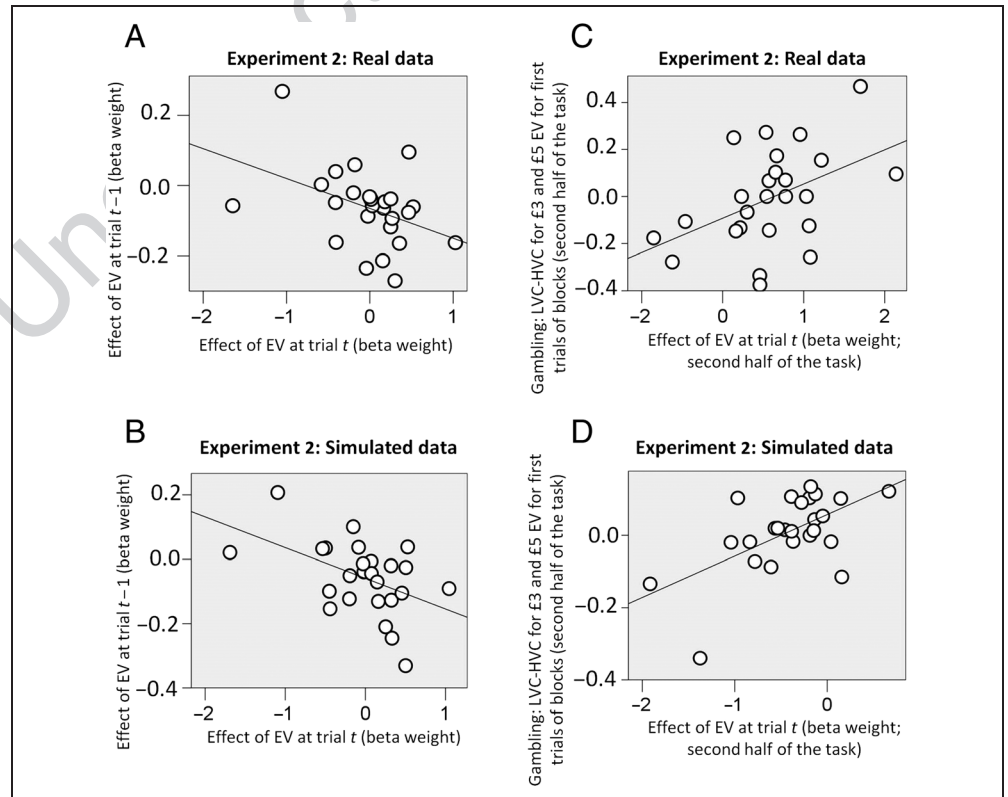 A
Experiment 2: Real data
Effect of EV at trial t – 1 (beta weight)
0.2
0.0
−0.2
−2
−1
0
1
Effect of EV at trial t (beta weight)
C
Experiment 2: Real data
Gambling: LVC-HVC for £3 and £5 EV for first
trials of blocks (second half of the task)
0.4
0.2
0.0
−0.2
−0.4
−2
0
1
2
Effect of EV at trial t (beta weight;
second half of the task)
B
Experiment 2: Simulated data
Effect of EV at trial t – 1 (beta weight)
0.2
0.0
−0.2
−0.4
−2
−1
0
1
Effect of EV at trial t (beta weight)
D
Experiment 2: Simulated data
Gambling: LVC-HVC for £3 and £5 EV for first
trials of blocks (second half of the task)
0.0
−0.2
−0.4
−2
−1
0
Effect of EV at trial t (beta weight;
second half of the task)